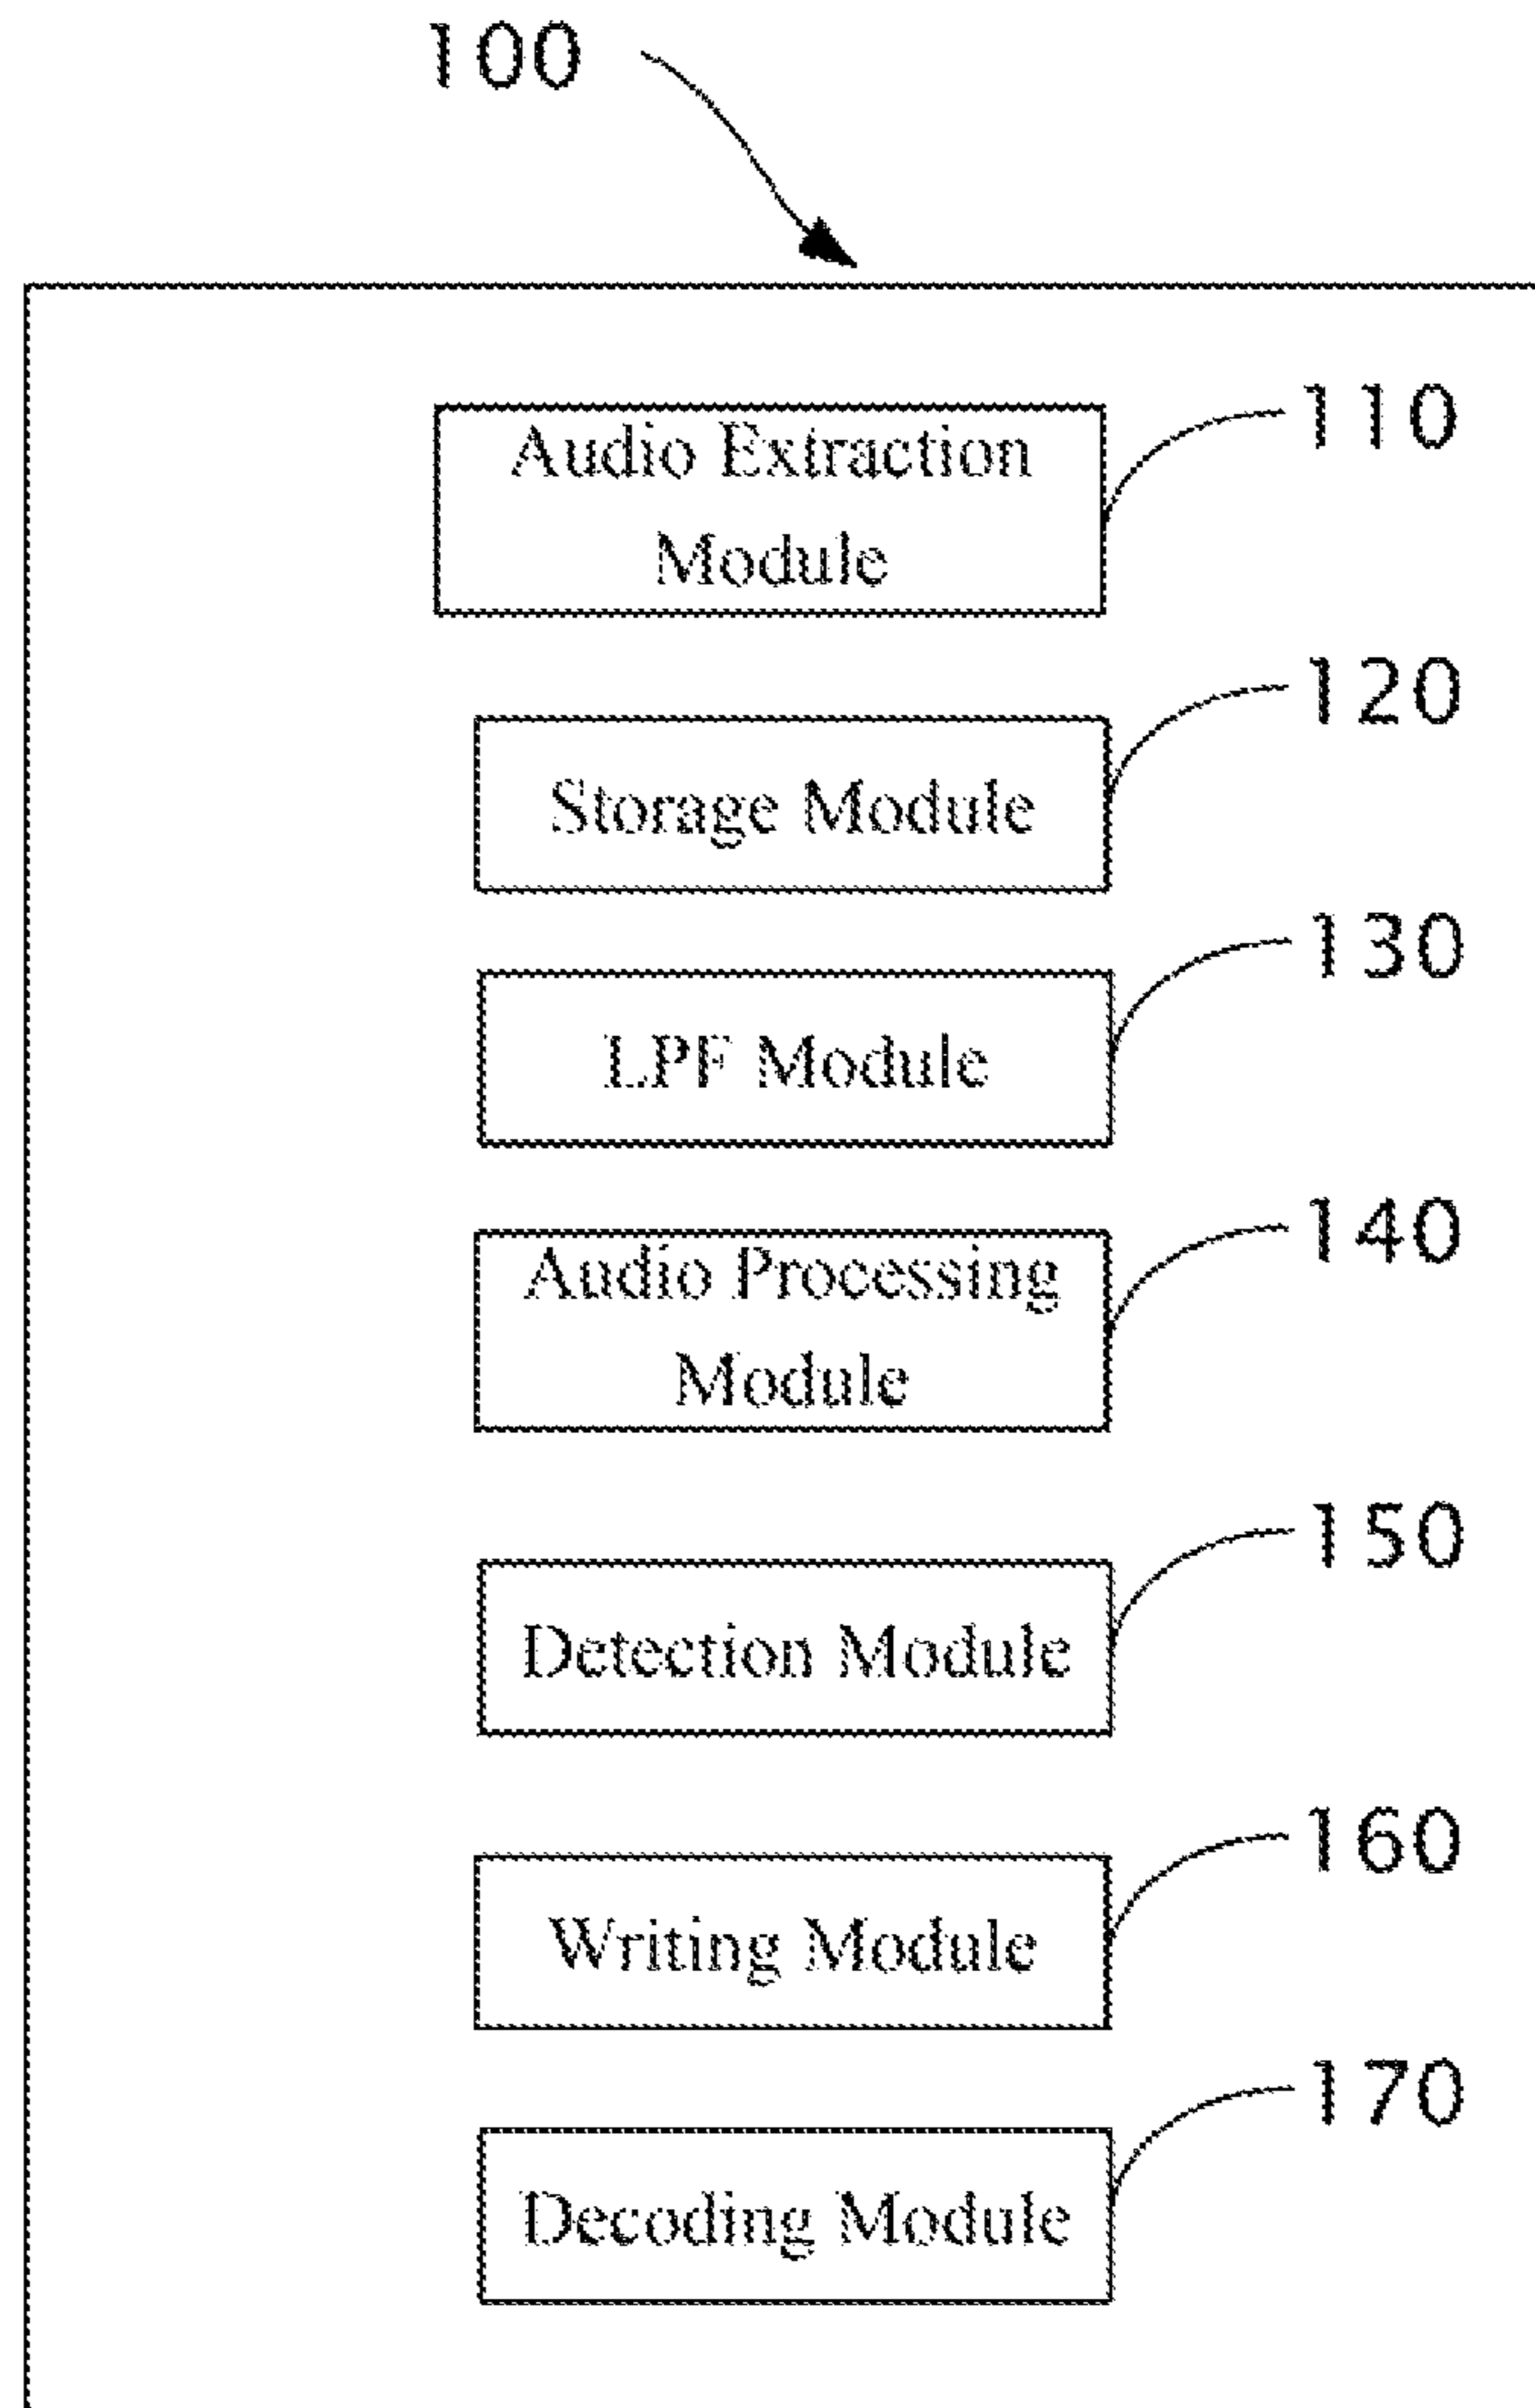 100
110
Audio Extraction
Module
120
Storage Module
130
LPF Module
140
Audio Processing
Module
150
Detection Module
160
Writing Module
170
Decoding Module